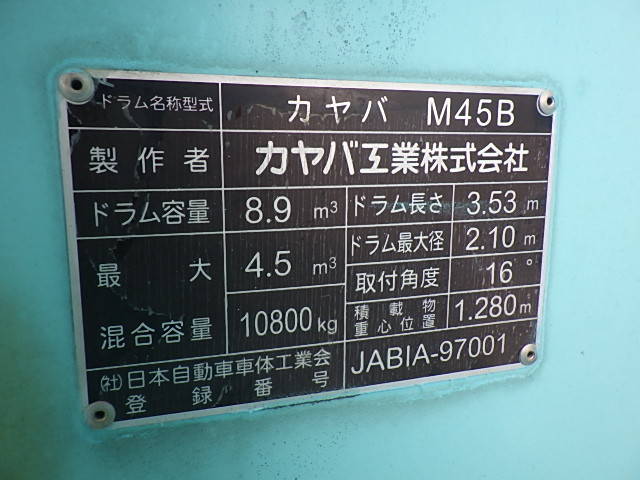 ドラム名称型式 カヤバ M45B
製作者 カヤバ工業株式会社
ドラム容量 8.9 m3 ドラム長さ 3.53 m
ドラム最大径 2.10 m
最大 4.5 m3 取付角度 16°
混合容量 10800kg 積載物重心位置 1.280m
(社)日本自動車車体工業会
登録番号 JABIA-97001